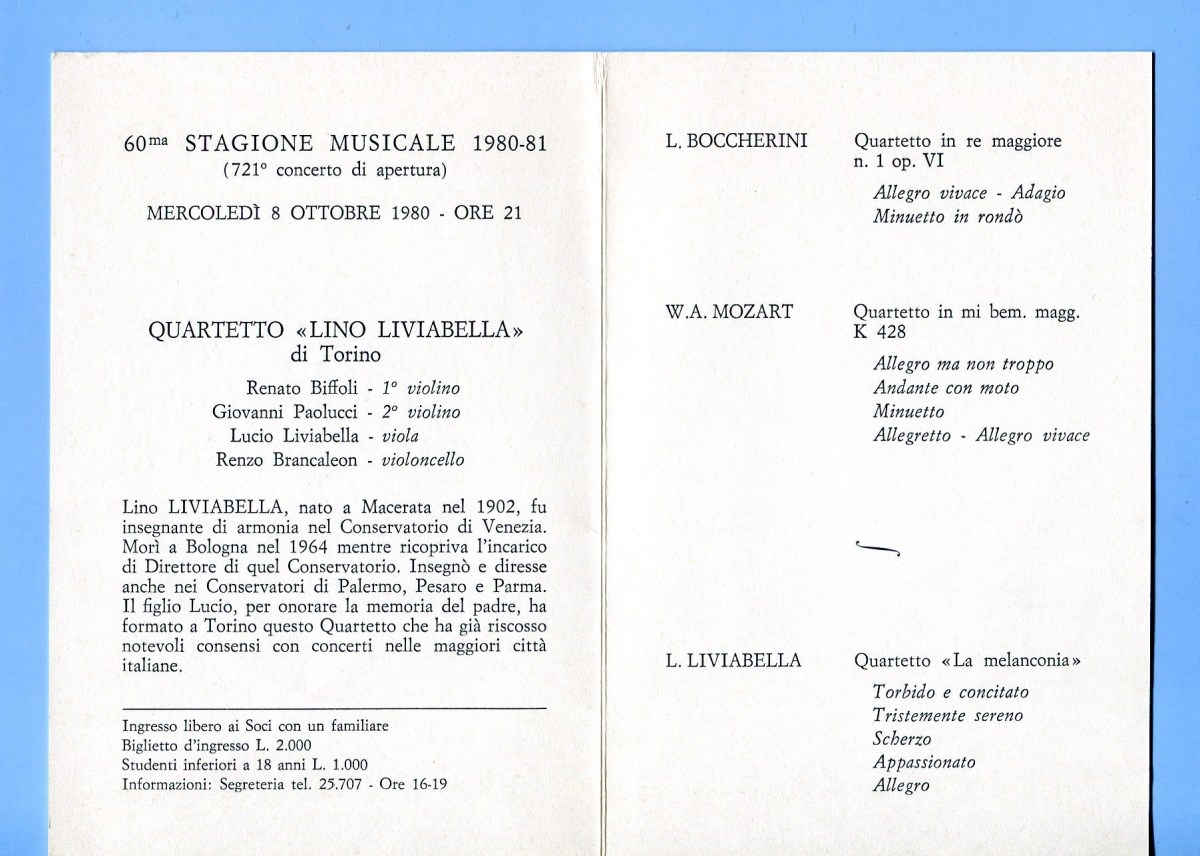 60ma STAGIONE MUSICALE 1980-81
(721° concerto di apertura)
MERCOLEDÌ 8 OTTOBRE 1980 - ORE 21
QUARTETTO «LINO LIVIABELLA»
di Torino
Renato Biffoli - 1° violino
Giovanni Paolucci - 2° violino
Lucio Liviabella - viola
Renzo Brancaleon - violoncello
Lino LIVIABELLA, nato a Macerata nel 1902, fu
insegnante di armonia nel Conservatorio di Venezia.
Morì a Bologna nel 1964 mentre ricopriva l'incarico
di Direttore di quel Conservatorio. Insegnò e diresse
anche nei Conservatori di Palermo, Pesaro e Parma.
Il figlio Lucio, per onorare la memoria del padre, ha
formato a Torino questo Quartetto che ha già riscosso
notevoli consensi con concerti nelle maggiori città
italiane.
Ingresso libero ai Soci con un familiare
Biglietto d'ingresso L. 2.000
Studenti inferiori a 18 anni L. 1.000
Informazioni: Segreteria tel. 25.707 - Ore 16-19
L. BOCCHERINI Quartetto in re maggiore
n. 1 op. VI
Allegro vivace - Adagio
Minuetto in rondò
W.A. MOZART Quartetto in mi bem. magg.
K 428
Allegro ma non troppo
Andante con moto
Minuetto
Allegretto - Allegro vivace
L. LIVIABELLA Quartetto «La melanconia»
Torbido e concitato
Tristemente sereno
Scherzo
Appassionato
Allegro